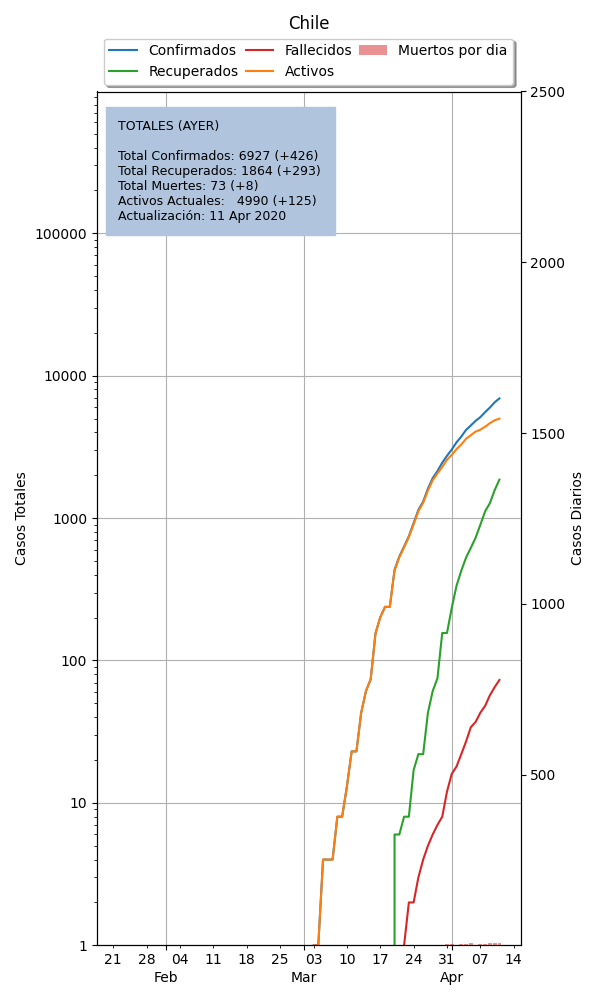 Chile
Confirmados
Fallecidos
Muertos por dia
Recuperados
Activos
TOTALES (AYER)
Total Confirmados: 6927 (+426)
Total Recuperados: 1864 (+293)
Total Muertes: 73 (+8)
Activos Actuales: 4990 (+125)
Actualización: 11 Apr 2020
Casos Totales
100000
10000
1000
100
10
1
2500
2000
1500
1000
500
Casos Diarios
21 28 04 11 18 25 03 10 17 24 31 07 14
Feb Mar Apr